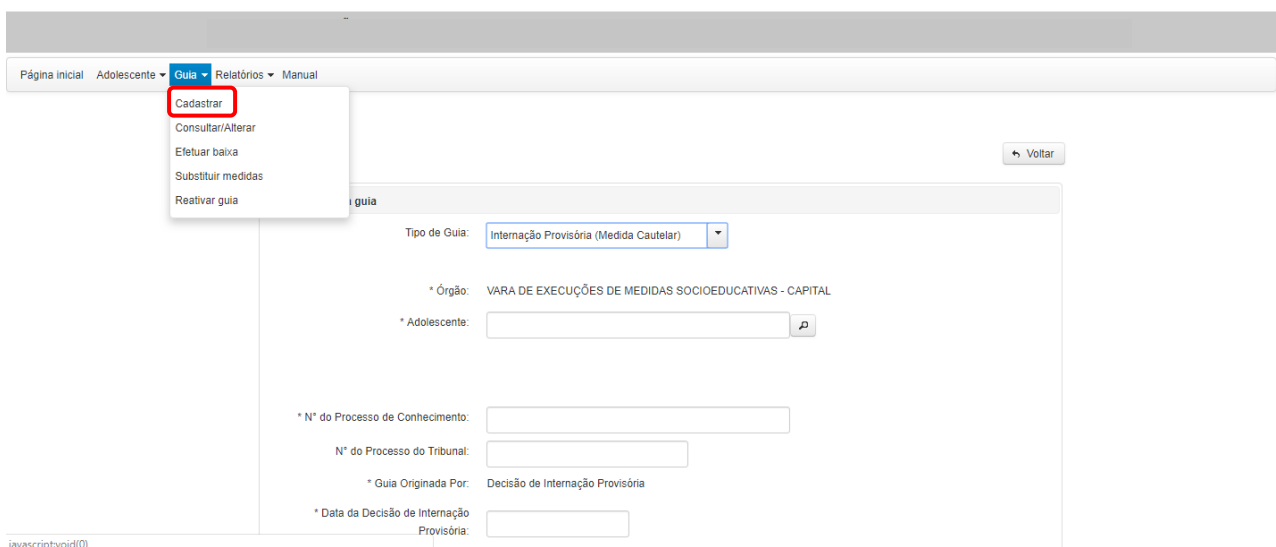 Página inicial Adolescente Guia Relatórios Manual
Cadastrar
Consultar/Alterar
Efetuar baixa
Substituir medidas
Reativar guia
Voltar
guia
Tipo de Guia: Internação Provisória (Medida Cautelar)
* Órgão: VARA DE EXECUÇÕES DE MEDIDAS SOCIOEDUCATIVAS - CAPITAL
* Adolescente:
* N° do Processo de Conhecimento:
N° do Processo do Tribunal:
* Guia Originada Por: Decisão de Internação Provisória
* Data da Decisão de Internação
Provisória:
javascript:void(0)